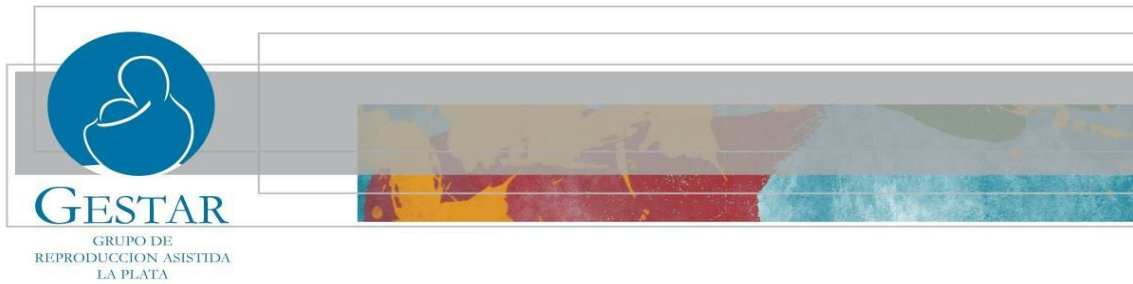 GESTAR
GRUPO DE
REPRODUCCION ASISTIDA
LA PLATA